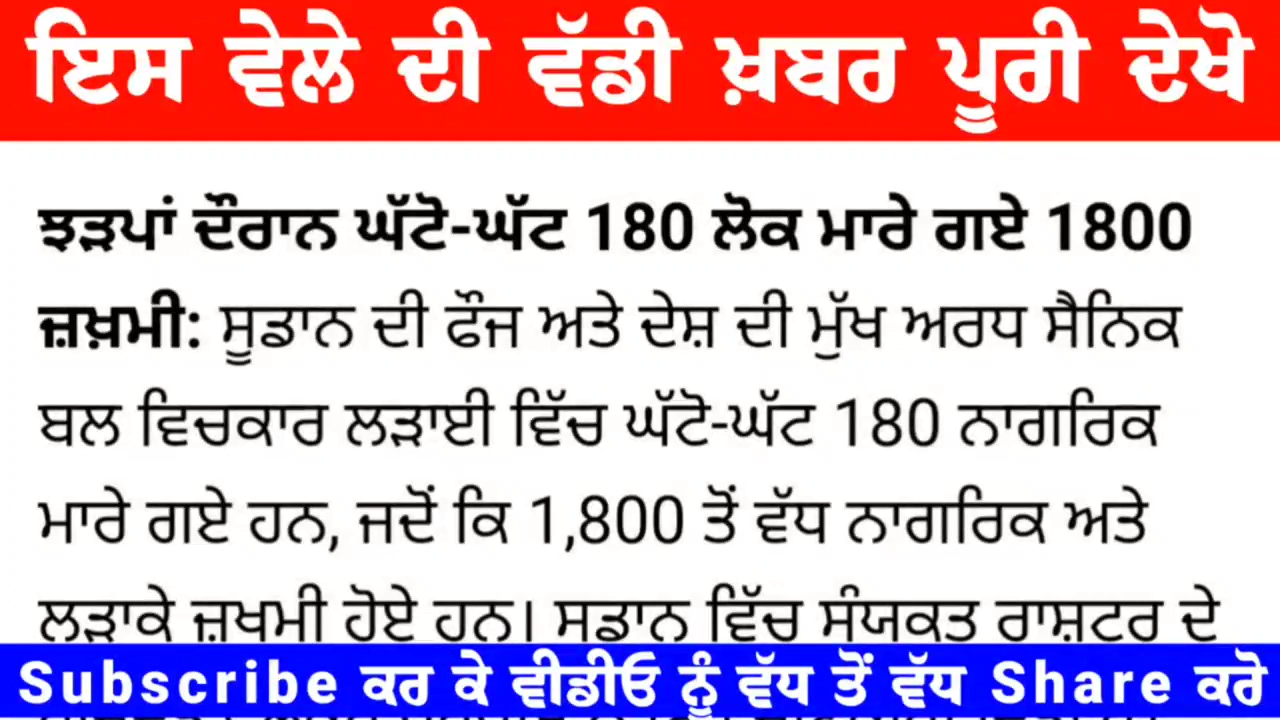 ਇਸ ਵੇਲੇ ਦੀ ਵੱਡੀ ਖ਼ਬਰ ਪੂਰੀ ਦੇਖੋ
ਝੜਪਾਂ ਦੌਰਾਨ ਘੱਟੋ-ਘੱਟ 180 ਲੋਕ ਮਾਰੇ ਗਏ 1800
ਜ਼ਖ਼ਮੀ: ਸੂਡਾਨ ਦੀ ਫੌਜ ਅਤੇ ਦੇਸ਼ ਦੀ ਮੁੱਖ ਅਰਧ ਸੈਨਿਕ
ਬਲ ਵਿਚਕਾਰ ਲੜਾਈ ਵਿੱਚ ਘੱਟੋ-ਘੱਟ 180 ਨਾਗਰਿਕ
ਮਾਰੇ ਗਏ ਹਨ, ਜਦੋਂ ਕਿ 1,800 ਤੋਂ ਵੱਧ ਨਾਗਰਿਕ ਅਤੇ
ਲੜਾਕੇ ਜ਼ਖਮੀ ਹੋਏ ਹਨ। ਸੂਡਾਨ ਵਿੱਚ ਸੰਯੁਕਤ ਰਾਸ਼ਟਰ ਦੇ
Subscribe ਕਰ ਕੇ ਵੀਡੀਓ ਨੂੰ ਵੱਧ ਤੋਂ ਵੱਧ Share ਕਰੋ